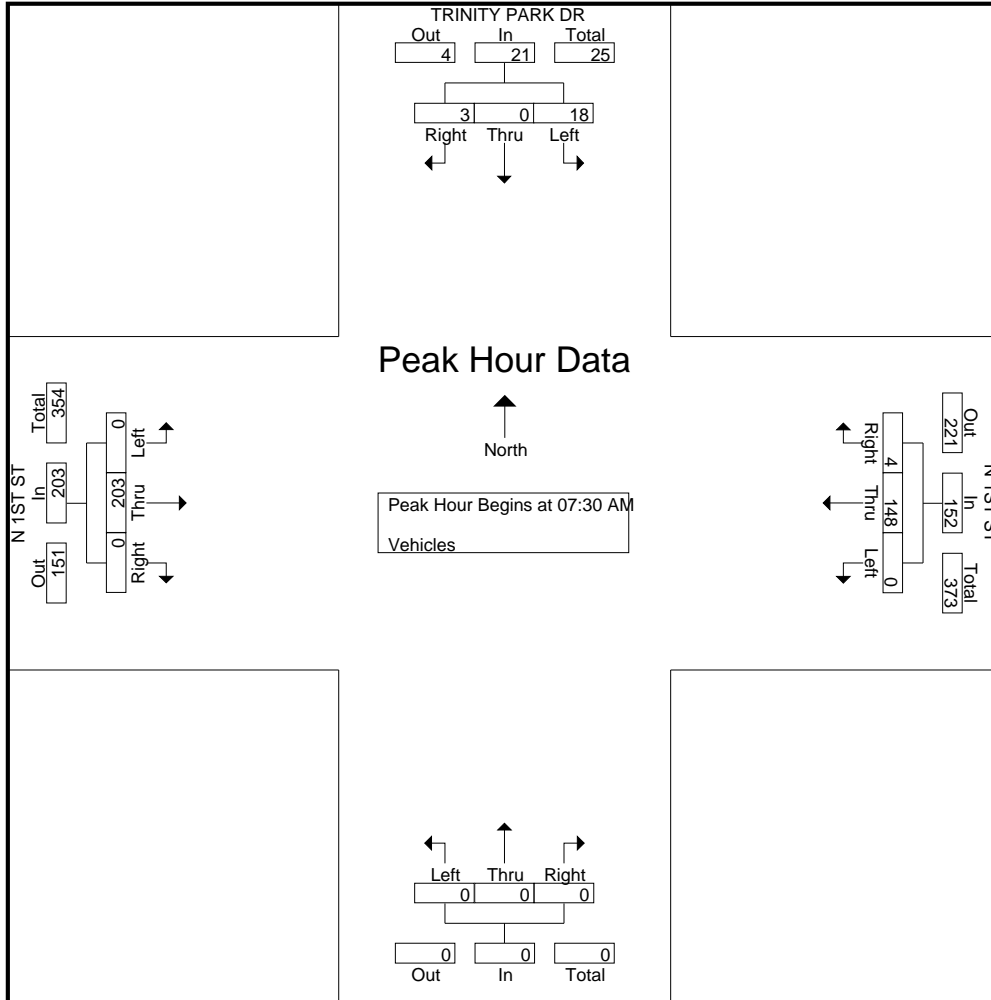 TRINITY PARK DR
Out In Total
4 21 25
3 0 18
Right Thru Left
Peak Hour Data
North
Peak Hour Begins at 07:30 AM
Vehicles
N 1ST ST
Out In Total
151 203 354
0 203 0
Right Thru Left
N 1ST ST
Out In Total
221 152 373
4 148 0
Right Thru Left
Left Thru Right
0 0 0
0 0 0
Out In Total